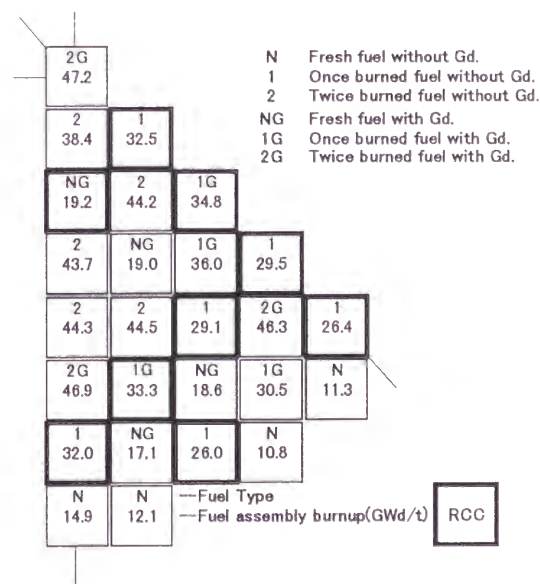 2G
47.2
N Fresh fuel without Gd.
1 Once burned fuel without Gd.
2 Twice burned fuel without Gd.
NG Fresh fuel with Gd.
1G Once burned fuel with Gd.
2G Twice burned fuel with Gd.
2 1
38.4 32.5
NG 2 1G
19.2 44.2 34.8
2 NG 1G 1
43.7 19.0 36.0 29.5
2 2 1 2G 1
44.3 44.5 29.1 46.3 26.4
2G 1G NG 1G N
46.9 33.3 18.6 30.5 11.3
1 NG 1 N
32.0 17.1 26.0 10.8
N N —Fuel Type
14.9 12.1 —Fuel assembly burnup(GWd/t)
RCC